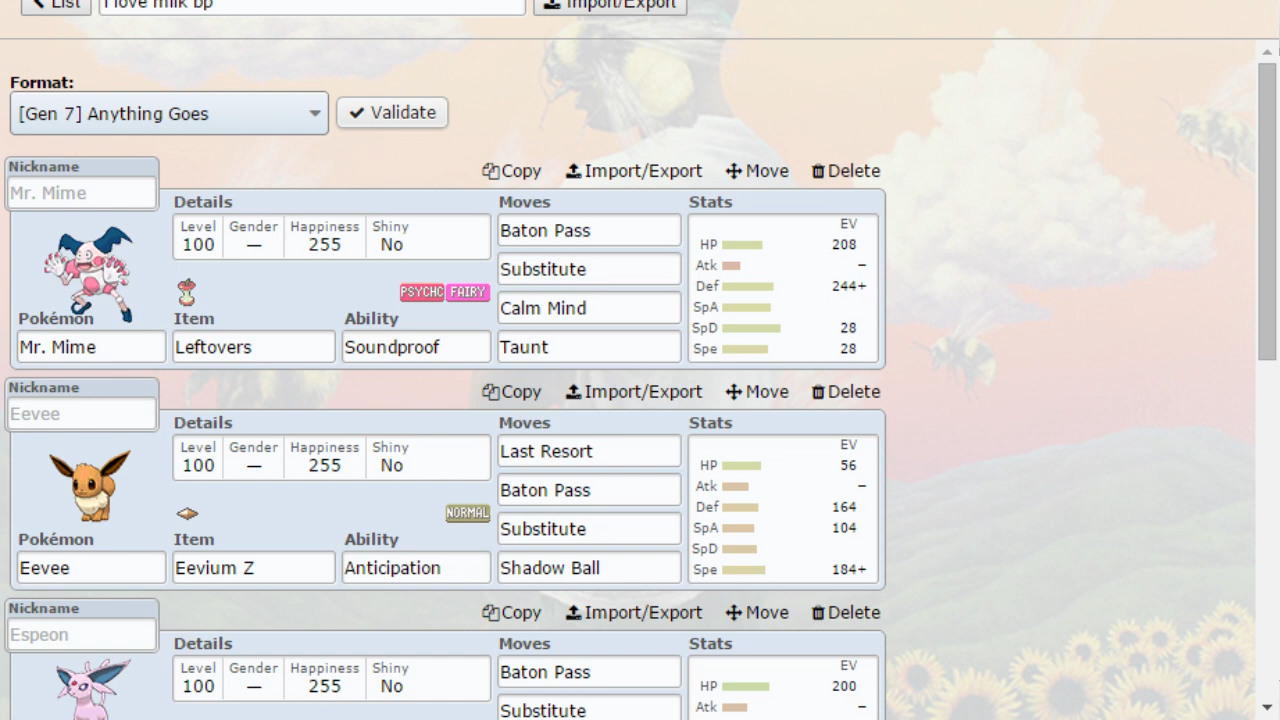 List
I love milk bp
Import/Export
Format:
[Gen 7] Anything Goes
Validate
Nickname
Mr. Mime
Copy
Import/Export
Move
Delete
Details
Moves
Stats
Level
Gender
Happiness
Shiny
100
—
255
No
PSYCHC
FAIRY
Pokémon
Item
Ability
Mr. Mime
Leftovers
Soundproof
Baton Pass
Substitute
Calm Mind
Taunt
EV
HP 208
Atk –
Def 244+
SpA
SpD 28
Spe 28
Nickname
Eevee
Copy
Import/Export
Move
Delete
Details
Moves
Stats
Level
Gender
Happiness
Shiny
100
—
255
No
NORMAL
Pokémon
Item
Ability
Eevee
Eevium Z
Anticipation
Last Resort
Baton Pass
Substitute
Shadow Ball
EV
HP 56
Atk –
Def 164
SpA 104
SpD
Spe 184+
Nickname
Espeon
Copy
Import/Export
Move
Delete
Details
Moves
Stats
Level
Gender
Happiness
Shiny
100
—
255
No
Baton Pass
Substitute
EV
HP 200
Atk –